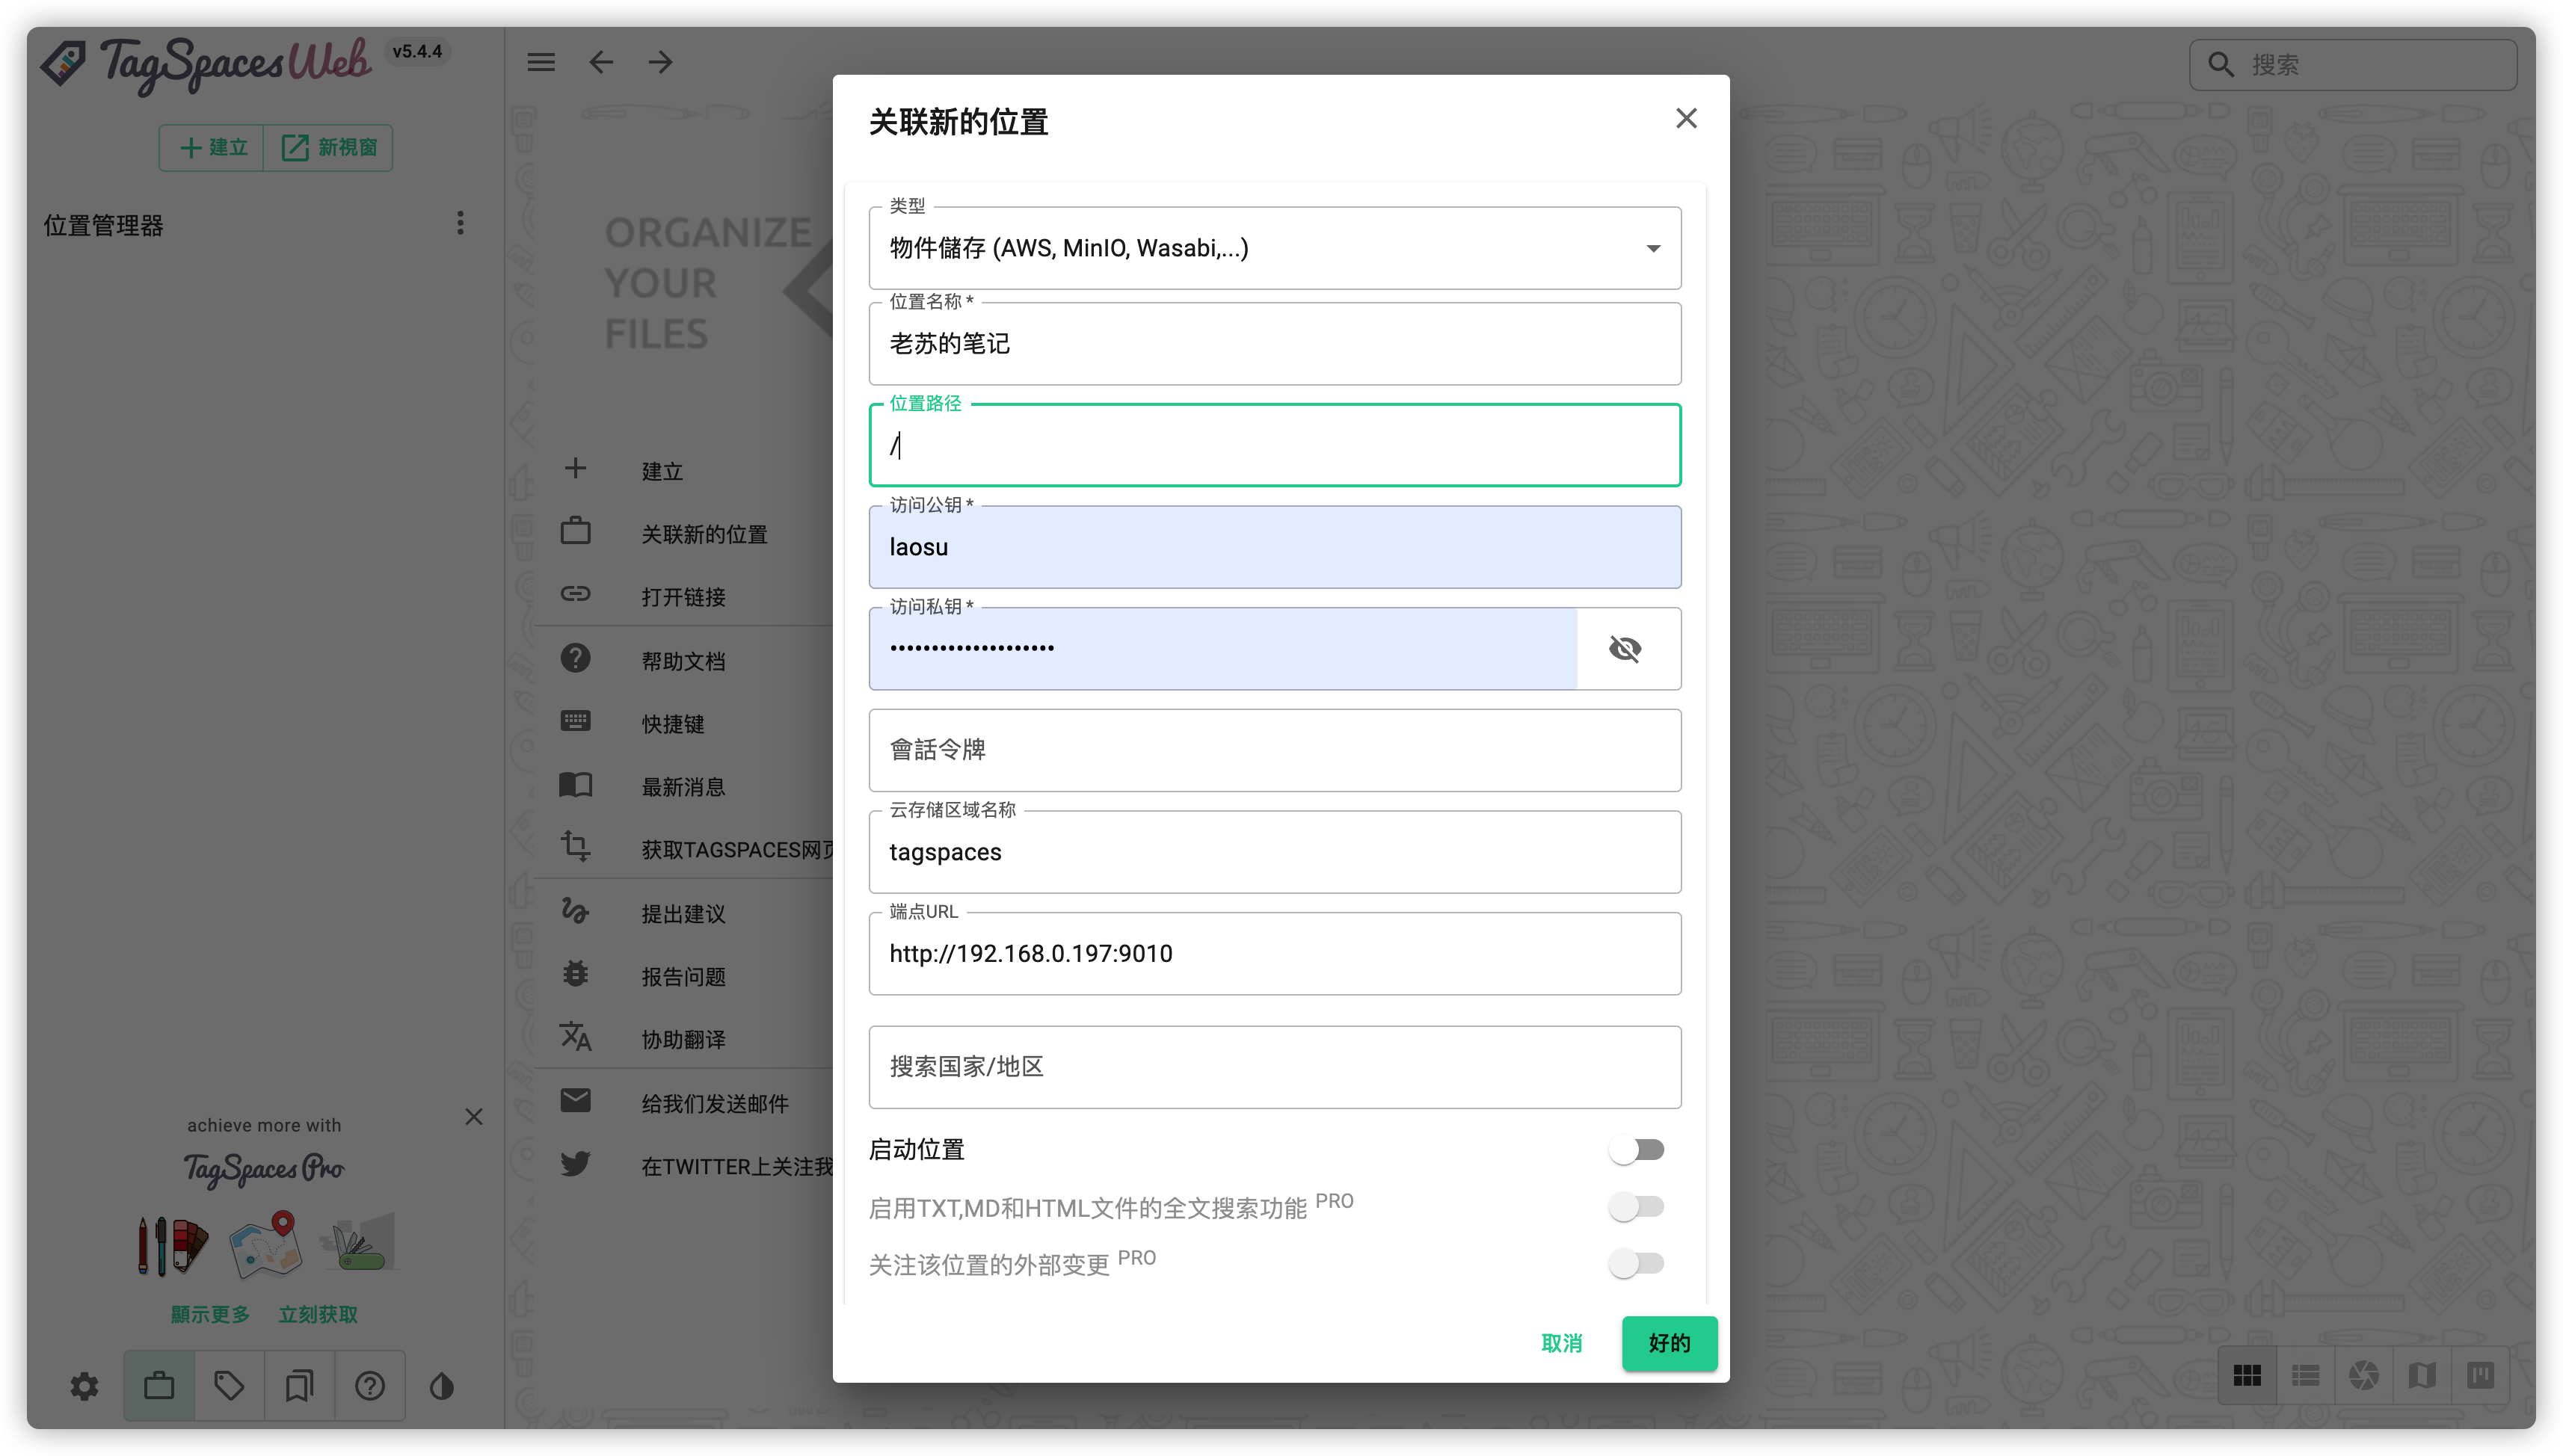 TagSpaces Web v5.4.4
搜索
建立 新視窗
位置管理器
ORGANIZE
YOUR
FILES
建立
关联新的位置
打开链接
帮助文档
快捷键
最新消息
获取TAGSPACES网页
提出建议
报告问题
协助翻译
给我们发送邮件
在TWITTER上关注我
achieve more with
TagSpaces Pro
顯示更多 立刻获取
关联新的位置
类型
物件儲存 (AWS, MinIO, Wasabi,...)
位置名称 *
老苏的笔记
位置路径
/
访问公钥 *
laosu
访问私钥 *
••••••••••••••••••••
會話令牌
云存储区域名称
tagspaces
端点URL
http://192.168.0.197:9010
搜索国家/地区
启动位置
启用TXT,MD和HTML文件的全文搜索功能 PRO
关注该位置的外部变更 PRO
取消 好的